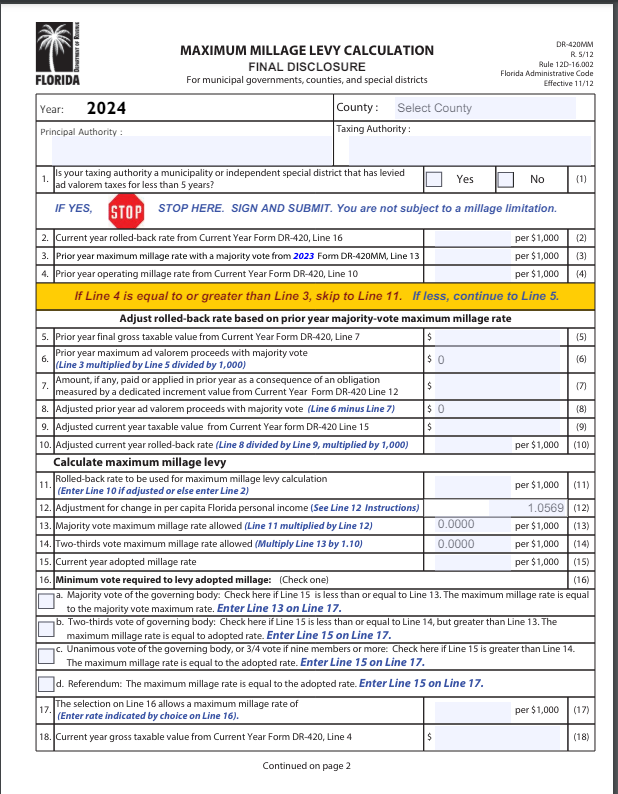 FLORIDA
DEPARTMENT OF REVENUE
MAXIMUM MILLAGE LEVY CALCULATION
FINAL DISCLOSURE
For municipal governments, counties, and special districts
DR-420MM
R. 5/12
Rule 12D-16.002
Florida Administrative Code
Effective 11/12
Year: 2024
County : Select County
Principal Authority :
Taxing Authority :
1. Is your taxing authority a municipality or independent special district that has levied
ad valorem taxes for less than 5 years? Yes No (1)
IF YES, STOP STOP HERE. SIGN AND SUBMIT. You are not subject to a millage limitation.
2. Current year rolled-back rate from Current Year Form DR-420, Line 16 per $1,000 (2)
3. Prior year maximum millage rate with a majority vote from 2023 Form DR-420MM, Line 13 per $1,000 (3)
4. Prior year operating millage rate from Current Year Form DR-420, Line 10 per $1,000 (4)
If Line 4 is equal to or greater than Line 3, skip to Line 11. If less, continue to Line 5.
Adjust rolled-back rate based on prior year majority-vote maximum millage rate
5. Prior year final gross taxable value from Current Year Form DR-420, Line 7 $ (5)
6. Prior year maximum ad valorem proceeds with majority vote
(Line 3 multiplied by Line 5 divided by 1,000) $ 0 (6)
7. Amount, if any, paid or applied in prior year as a consequence of an obligation
measured by a dedicated increment value from Current Year Form DR-420 Line 12 $ (7)
8. Adjusted prior year ad valorem proceeds with majority vote (Line 6 minus Line 7) $ 0 (8)
9. Adjusted current year taxable value from Current Year form DR-420 Line 15 $ (9)
10. Adjusted current year rolled-back rate (Line 8 divided by Line 9, multiplied by 1,000) per $1,000 (10)
Calculate maximum millage levy
11. Rolled-back rate to be used for maximum millage levy calculation
(Enter Line 10 if adjusted or else enter Line 2) per $1,000 (11)
12. Adjustment for change in per capita Florida personal income (See Line 12 Instructions) 1.0569 (12)
13. Majority vote maximum millage rate allowed (Line 11 multiplied by Line 12) 0.0000 per $1,000 (13)
14. Two-thirds vote maximum millage rate allowed (Multiply Line 13 by 1.10) 0.0000 per $1,000 (14)
15. Current year adopted millage rate per $1,000 (15)
16. Minimum vote required to levy adopted millage: (Check one) (16)
a. Majority vote of the governing body: Check here if Line 15 is less than or equal to Line 13. The maximum millage rate is equal
to the majority vote maximum rate. Enter Line 13 on Line 17.
b. Two-thirds vote of governing body: Check here if Line 15 is less than or equal to Line 14, but greater than Line 13. The
maximum millage rate is equal to adopted rate. Enter Line 15 on Line 17.
c. Unanimous vote of the governing body, or 3/4 vote if nine members or more: Check here if Line 15 is greater than Line 14.
The maximum millage rate is equal to the adopted rate. Enter Line 15 on Line 17.
d. Referendum: The maximum millage rate is equal to the adopted rate. Enter Line 15 on Line 17.
17. The selection on Line 16 allows a maximum millage rate of
(Enter rate indicated by choice on Line 16). per $1,000 (17)
18. Current year gross taxable value from Current Year Form DR-420, Line 4 $ (18)
Continued on page 2